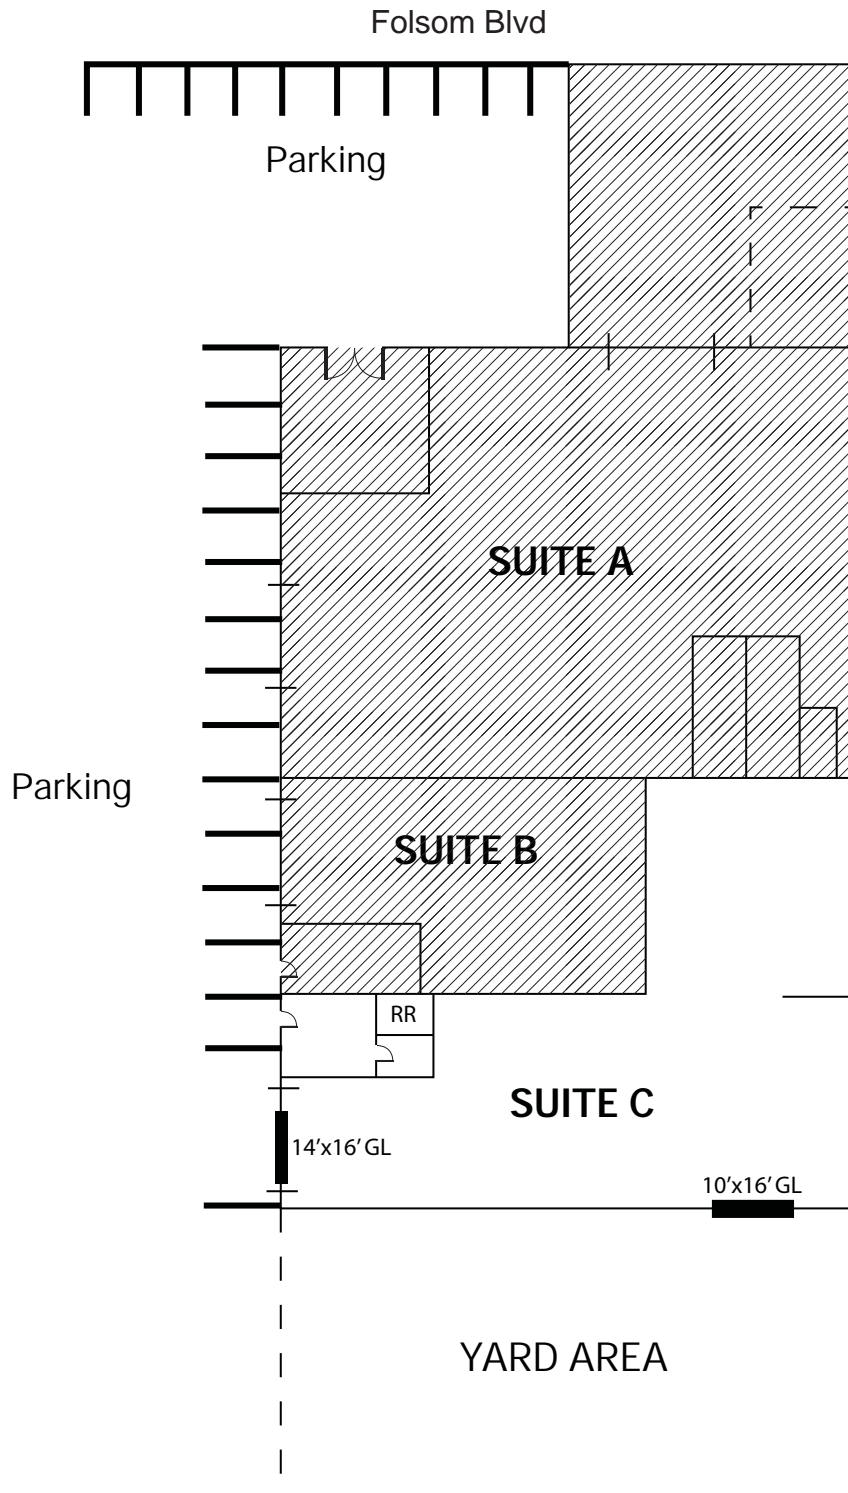 Folsom Blvd
Parking
SUITE A
Parking
SUITE B
RR
SUITE C
14’x16’ GL
10’x16’ GL
YARD AREA